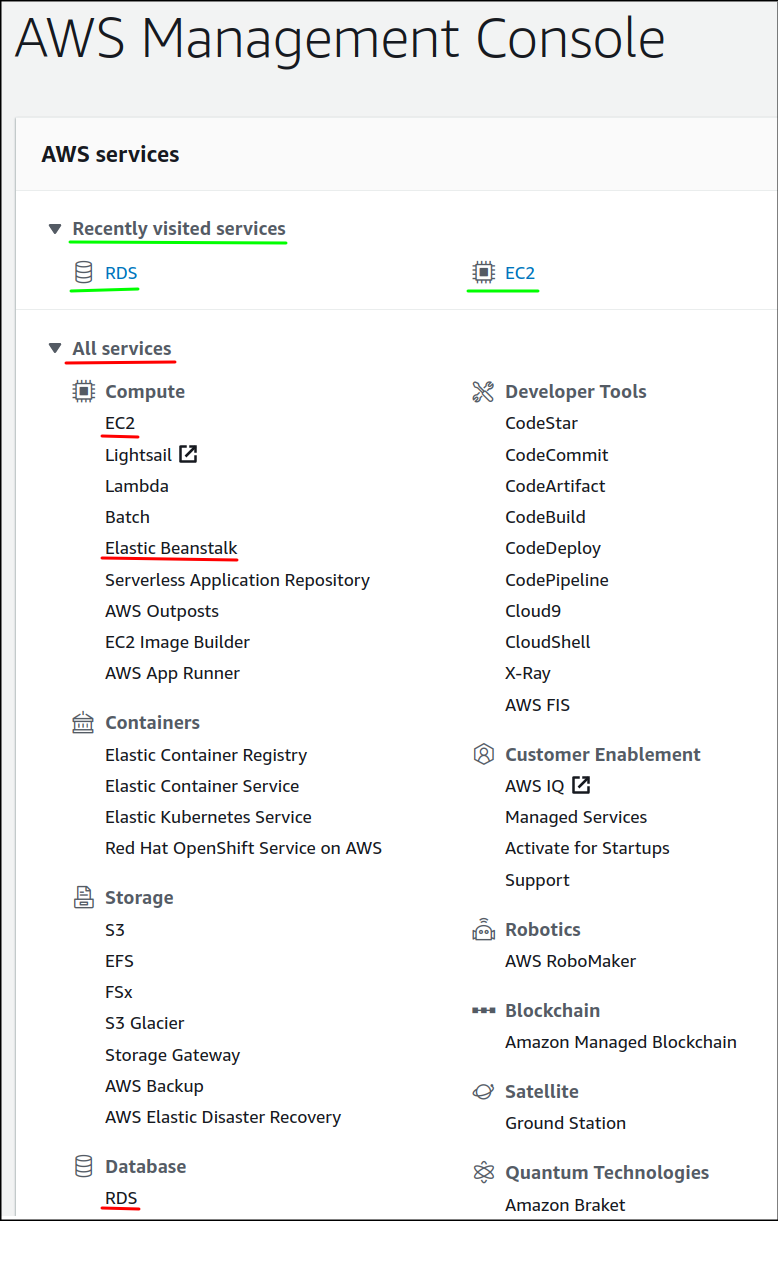 AWS Management Console
AWS services
Recently visited services
RDS
EC2
All services
Compute
EC2
Lightsail
Lambda
Batch
Elastic Beanstalk
Serverless Application Repository
AWS Outposts
EC2 Image Builder
AWS App Runner
Containers
Elastic Container Registry
Elastic Container Service
Elastic Kubernetes Service
Red Hat OpenShift Service on AWS
Storage
S3
EFS
FSx
S3 Glacier
Storage Gateway
AWS Backup
AWS Elastic Disaster Recovery
Database
RDS
Developer Tools
CodeStar
CodeCommit
CodeArtifact
CodeBuild
CodeDeploy
CodePipeline
Cloud9
CloudShell
X-Ray
AWS FIS
Customer Enablement
AWS IQ
Managed Services
Activate for Startups
Support
Robotics
AWS RoboMaker
Blockchain
Amazon Managed Blockchain
Satellite
Ground Station
Quantum Technologies
Amazon Braket